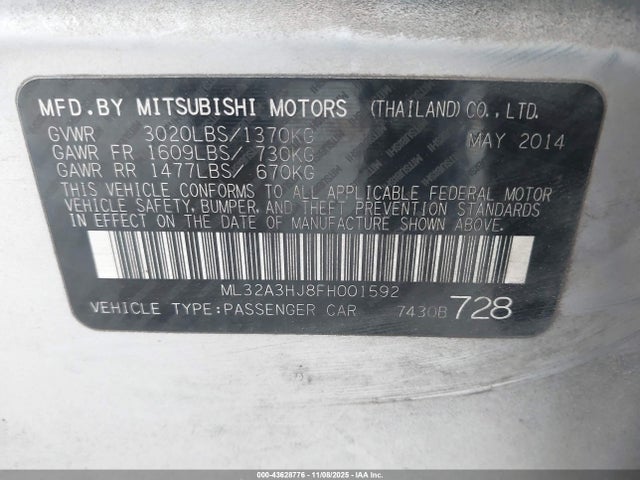 MFD.BY MITSUBISHI MOTORS (THAILAND)CO.,LTD.
GVWR 3020LBS/1370KG MAY 2014
GAWR FR 1609LBS/ 730KG
GAWR RR 1477LBS/ 670KG
THIS VEHICLE CONFORMS TO ALL APPLICABLE FEDERAL MOTOR
VEHICLE SAFETY, BUMPER, AND THEFT PREVENTION STANDARDS
IN EFFECT ON THE DATE OF MANUFACTURE SHOWN ABOVE.
ML32A3HJ8FH001592
VEHICLE TYPE:PASSENGER CAR 7430B 728
00-43628776 - 11/08/2025 - IAA Inc.